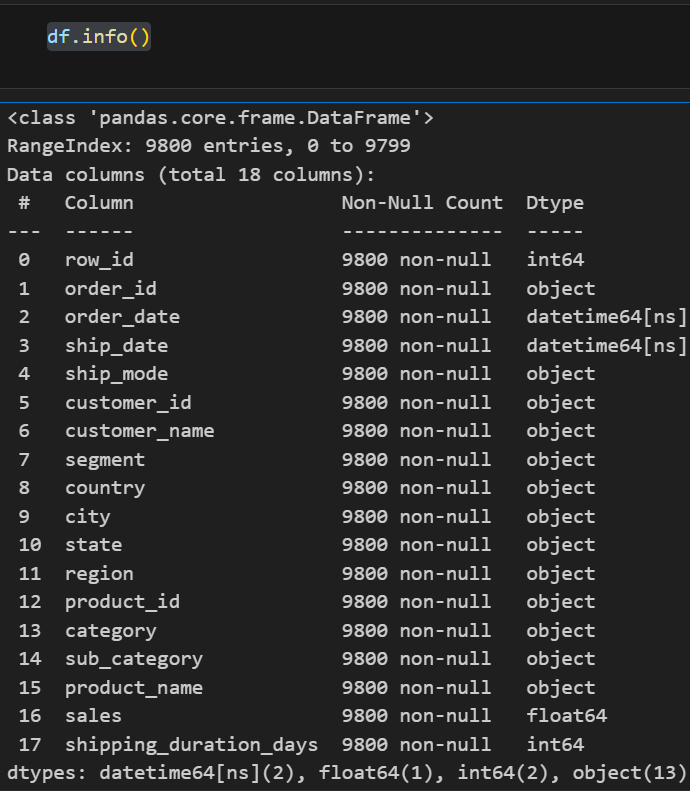 df.info()
<class 'pandas.core.frame.DataFrame'>
RangeIndex: 9800 entries, 0 to 9799
Data columns (total 18 columns):
 #   Column                  Non-Null Count  Dtype
---  ------                  --------------  -----
 0   row_id                  9800 non-null   int64
 1   order_id                9800 non-null   object
 2   order_date              9800 non-null   datetime64[ns]
 3   ship_date               9800 non-null   datetime64[ns]
 4   ship_mode               9800 non-null   object
 5   customer_id             9800 non-null   object
 6   customer_name           9800 non-null   object
 7   segment                 9800 non-null   object
 8   country                 9800 non-null   object
 9   city                    9800 non-null   object
 10  state                   9800 non-null   object
 11  region                  9800 non-null   object
 12  product_id              9800 non-null   object
 13  category                9800 non-null   object
 14  sub_category            9800 non-null   object
 15  product_name            9800 non-null   object
 16  sales                   9800 non-null   float64
 17  shipping_duration_days  9800 non-null   int64
dtypes: datetime64[ns](2), float64(1), int64(2), object(13)